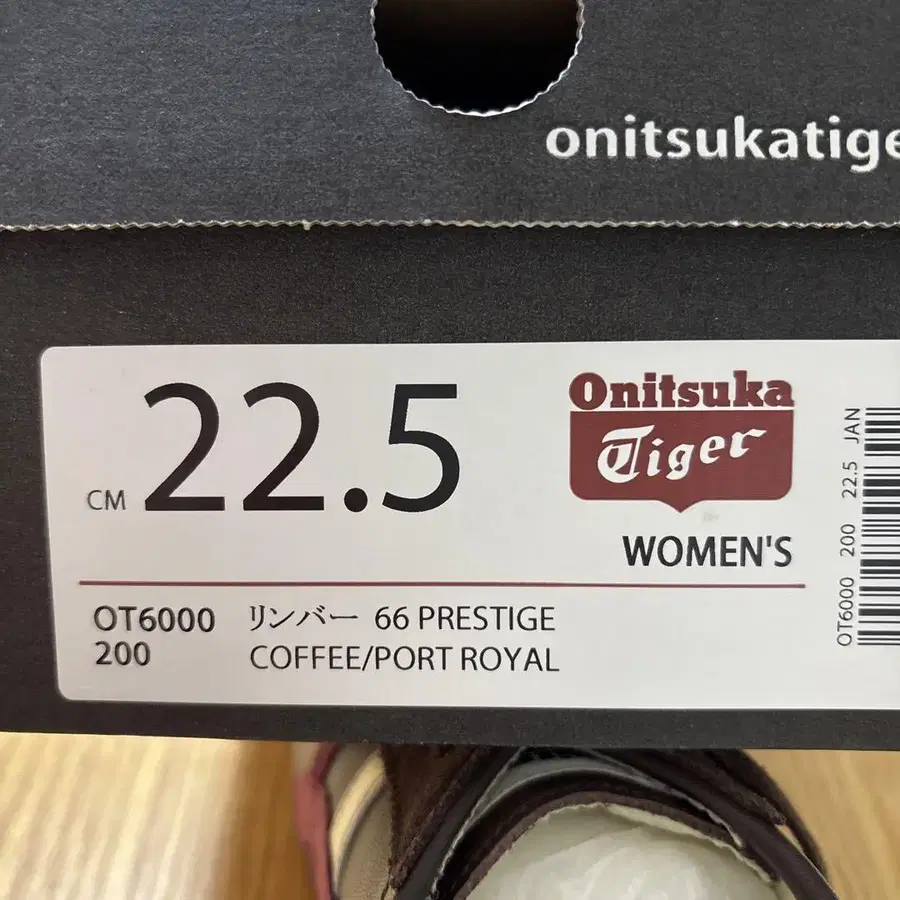 onitsukatige
CM 22.5
Onitsuka
Tiger
WOMEN'S
OT6000 リンバー 66 PRESTIGE
200 COFFEE/PORT ROYAL
OT6000 200 22.5 JAN